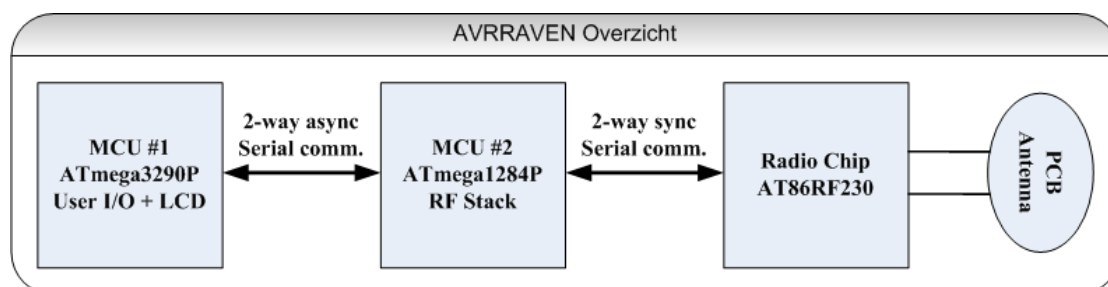 AVRRAVEN Overzicht
MCU #1
ATmega3290P
User I/O + LCD
2-way async
Serial comm.
MCU #2
ATmega1284P
RF Stack
2-way sync
Serial comm.
Radio Chip
AT86RF230
PCB
Antenna